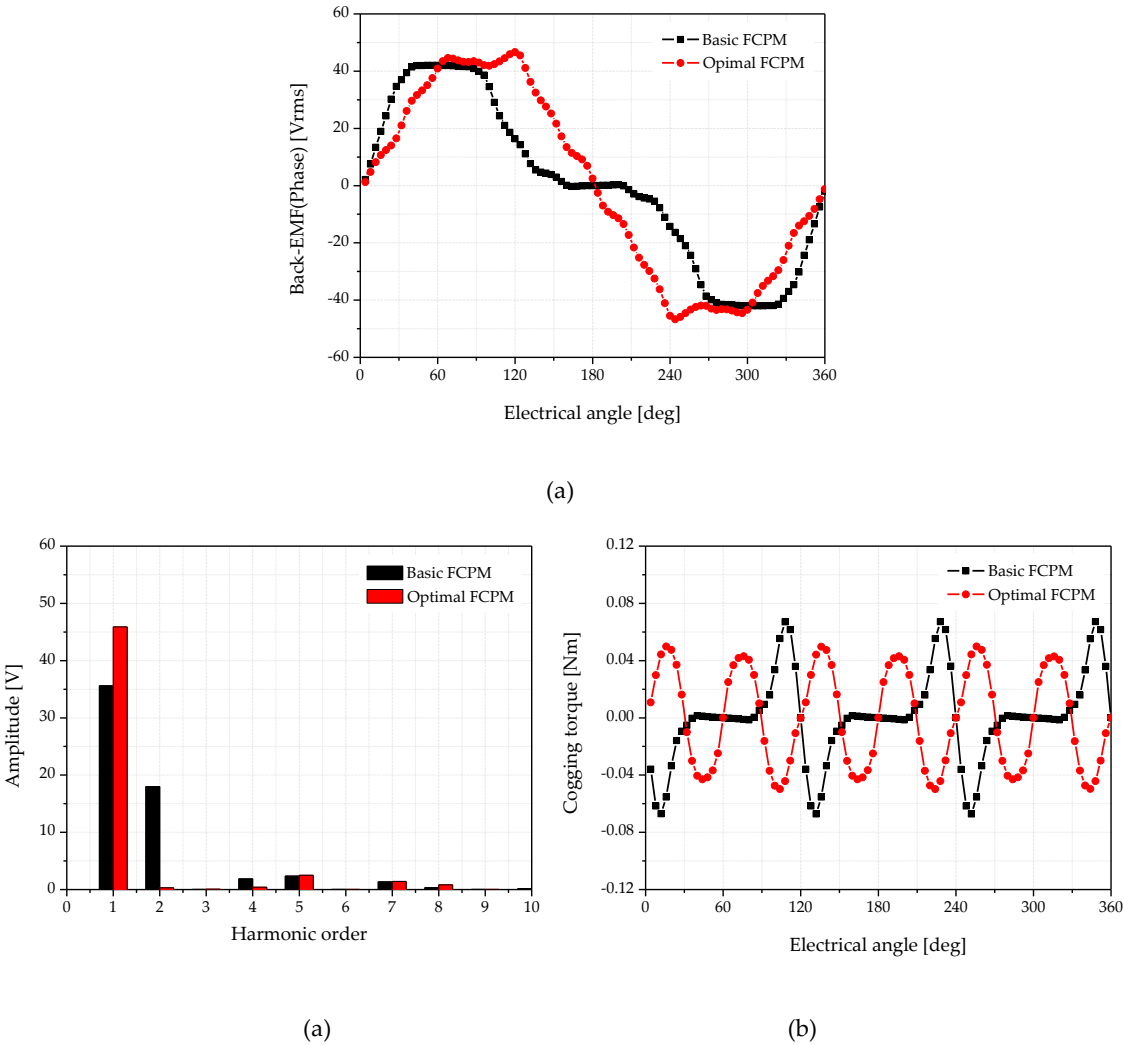 60
40
20
0
-20
-40
-60
Back-EMF(Phase) [Vrms]
Basic FCPM
Opimal FCPM
0 60 120 180 240 300 360
Electrical angle [deg]
(a)
60
50
40
30
20
10
0
Amplitude [V]
Basic FCPM
Optimal FCPM
0 1 2 3 4 5 6 7 8 9 10
Harmonic order
(a)
0.12
0.08
0.04
0.00
-0.04
-0.08
-0.12
Cogging torque [Nm]
Basic FCPM
Optimal FCPM
0 60 120 180 240 300 360
Electrical angle [deg]
(b)